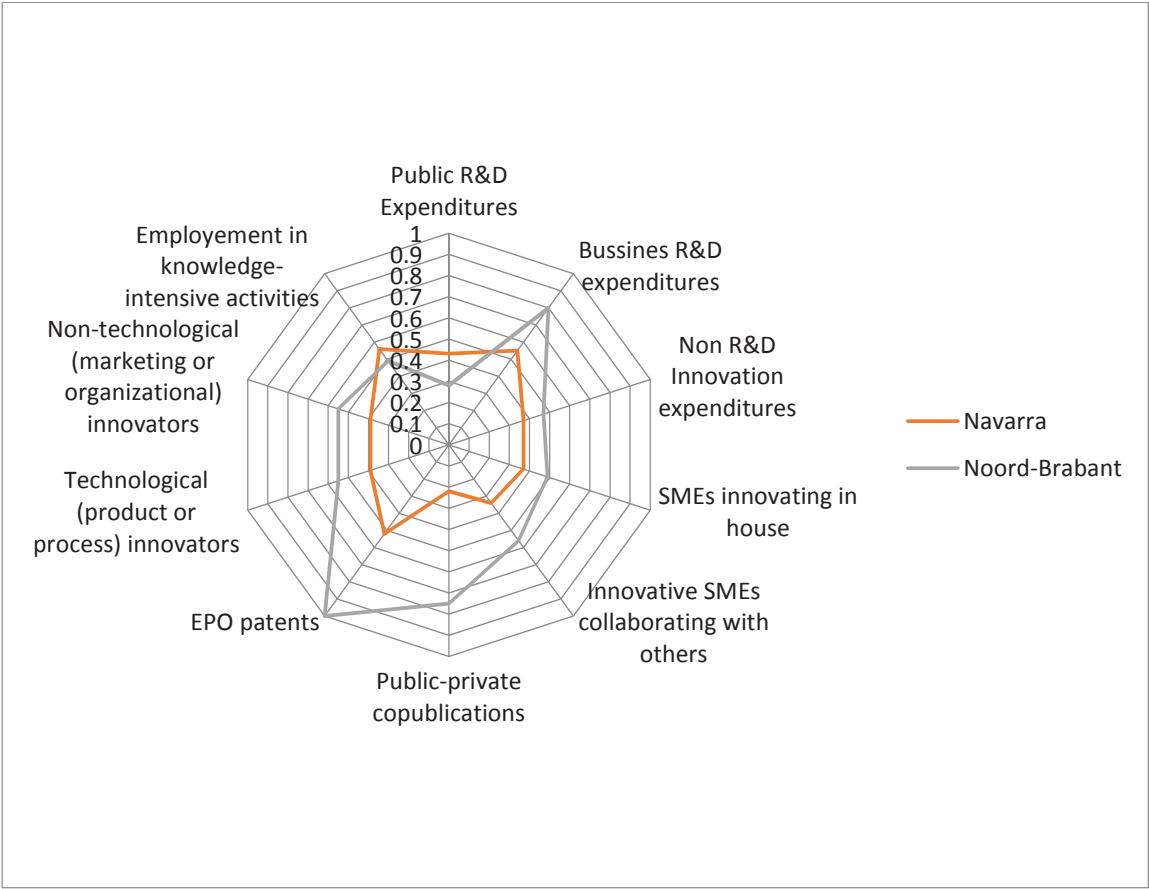 Public R&D
Expenditures
Bussines R&D
expenditures
Non R&D
Innovation
expenditures
SMEs innovating in
house
Innovative SMEs
collaborating with
others
Public-private
copublications
EPO patents
Technological
(product or
process) innovators
Non-technological
(marketing or
organizational)
innovators
Employement in
knowledge-
intensive activities
1
0.9
0.8
0.7
0.6
0.5
0.4
0.3
0.2
0.1
0
Navarra
Noord-Brabant